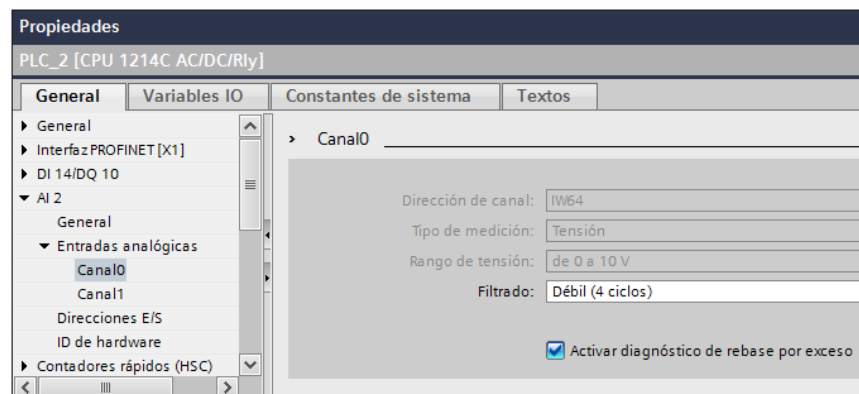 Propiedades
PLC_2 [CPU 1214C AC/DC/Rly]
General Variables IO Constantes de sistema Textos
General
Interfaz PROFINET [X1]
DI 14/DQ 10
AI 2
General
Entradas analógicas
Canal0
Canal1
Direcciones E/S
ID de hardware
Contadores rápidos (HSC)
Canal0
Dirección de canal: IW64
Tipo de medición: Tensión
Rango de tensión: de 0 a 10 V
Filtrado: Débil (4 ciclos)
Activar diagnóstico de rebase por exceso